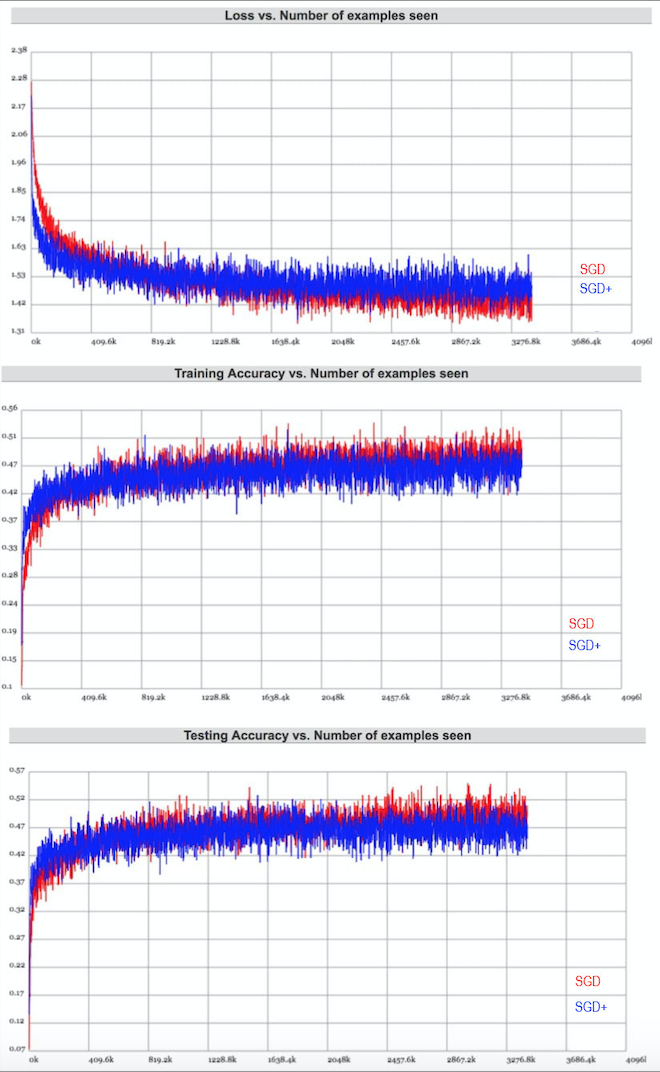 Loss vs. Number of examples seen
2.38
2.28
2.17
2.06
1.96
1.85
1.74
1.63
1.53
1.42
1.31
SGD
SGD+
0k 409.6k 819.2k 1228.8k 1638.4k 2048k 2457.6k 2867.2k 3276.8k 3686.4k 4096l
Training Accuracy vs. Number of examples seen
0.56
0.51
0.47
0.42
0.37
0.33
0.28
0.24
0.19
0.15
0.1
SGD
SGD+
0k 409.6k 819.2k 1228.8k 1638.4k 2048k 2457.6k 2867.2k 3276.8k 3686.4k 4096l
Testing Accuracy vs. Number of examples seen
0.57
0.52
0.47
0.42
0.37
0.32
0.27
0.22
0.17
0.12
0.07
SGD
SGD+
0k 409.6k 819.2k 1228.8k 1638.4k 2048k 2457.6k 2867.2k 3276.8k 3686.4k 4096l